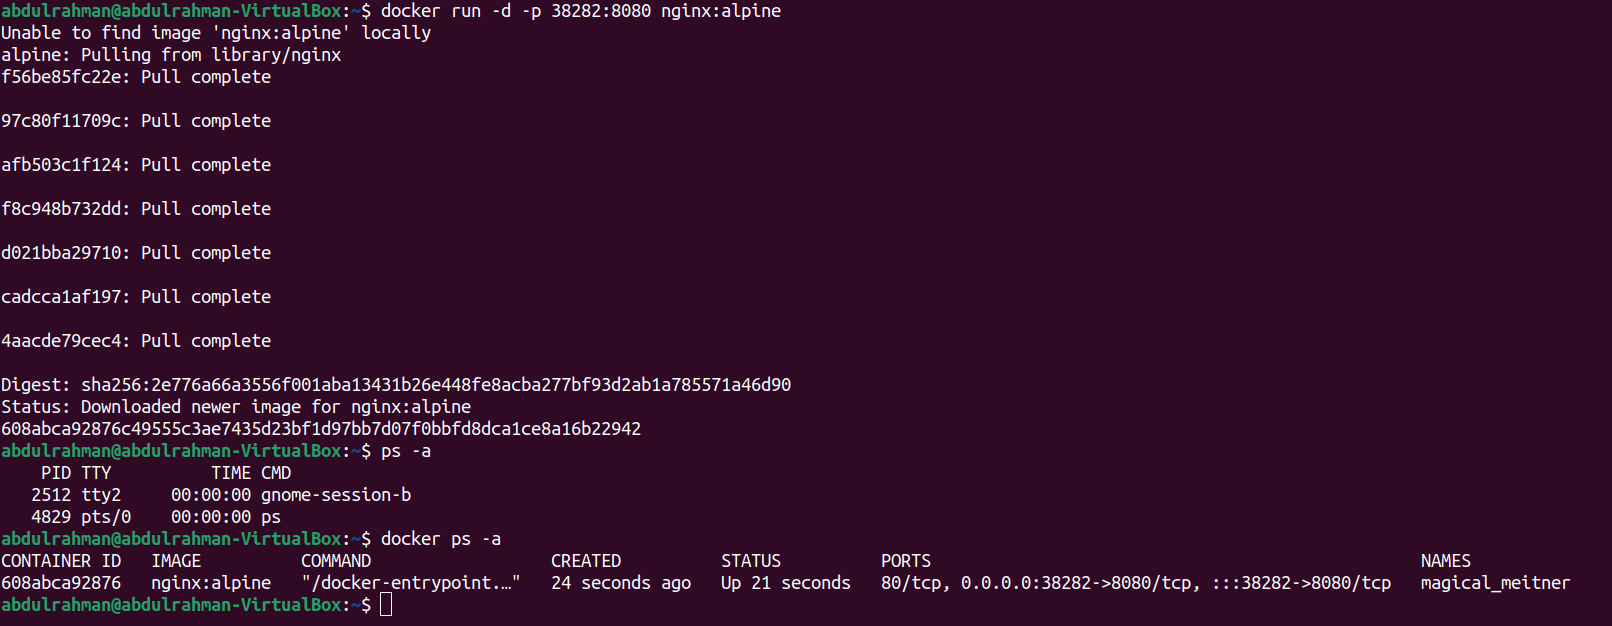 abdulrahman@abdulrahman-VirtualBox:~$ docker run -d -p 38282:8080 nginx:alpine
Unable to find image 'nginx:alpine' locally
alpine: Pulling from library/nginx
f56be85fc22e: Pull complete
97c80f11709c: Pull complete
afb503c1f124: Pull complete
f8c948b732dd: Pull complete
d021bba29710: Pull complete
cadcca1af197: Pull complete
4aacde79cec4: Pull complete
Digest: sha256:2e776a66a3556f001aba13431b26e448fe8acba277bf93d2ab1a785571a46d90
Status: Downloaded newer image for nginx:alpine
608abca92876c49555c3ae7435d23bf1d97bb7d07f0bbfd8dca1ce8a16b22942
abdulrahman@abdulrahman-VirtualBox:~$ ps -a
    PID TTY          TIME CMD
   2512 tty2     00:00:00 gnome-session-b
   4829 pts/0    00:00:00 ps
abdulrahman@abdulrahman-VirtualBox:~$ docker ps -a
CONTAINER ID   IMAGE          COMMAND                  CREATED          STATUS          PORTS                                                 NAMES
608abca92876   nginx:alpine   "/docker-entrypoint.…"   24 seconds ago   Up 21 seconds   80/tcp, 0.0.0.0:38282->8080/tcp, :::38282->8080/tcp   magical_meitner
abdulrahman@abdulrahman-VirtualBox:~$